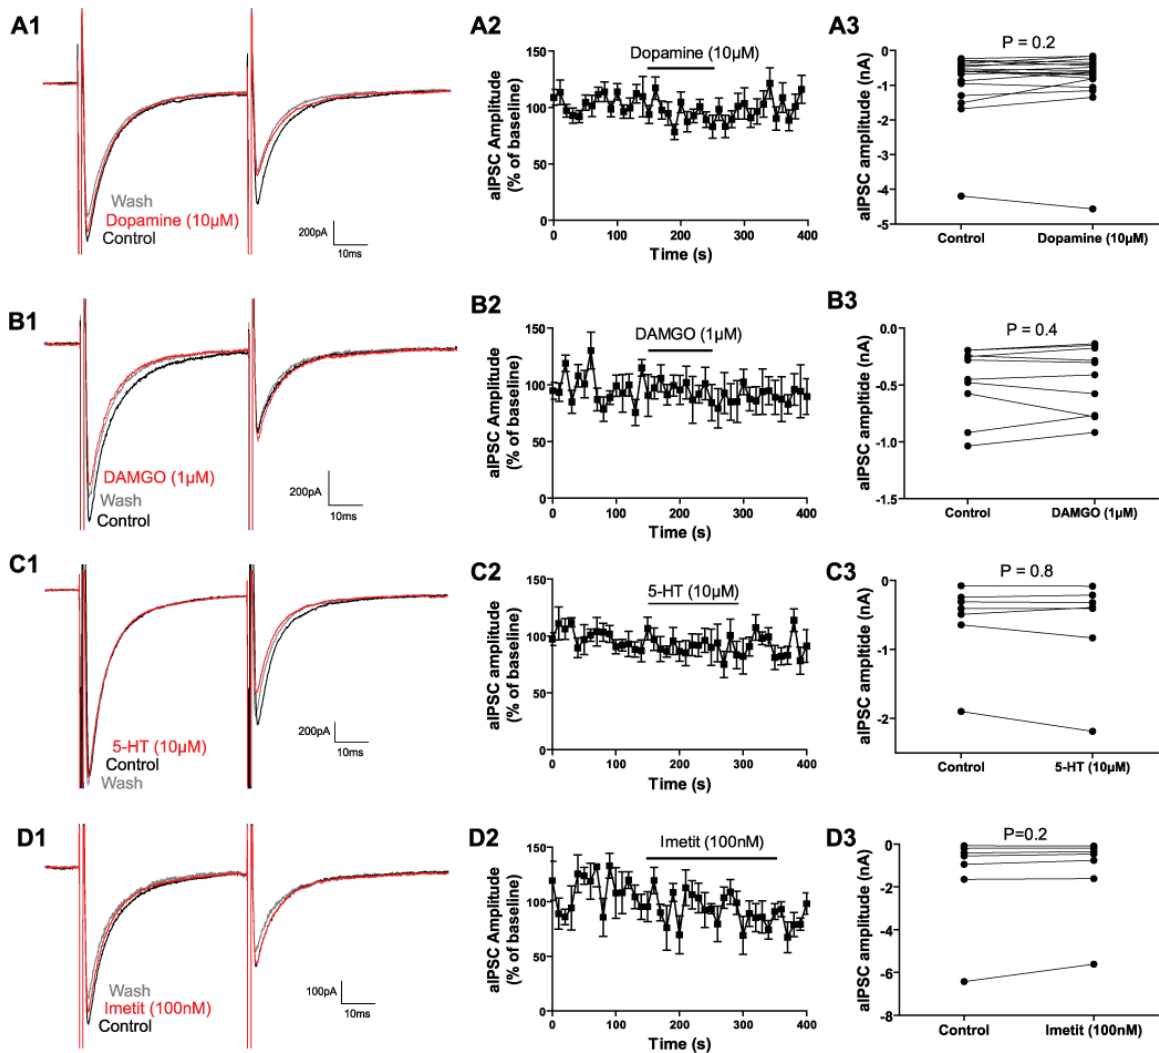 A1
Wash
Dopamine (10µM)
Control
200pA
10ms
A2
aIPSC Amplitude
(% of baseline)
150
100
50
0
Dopamine (10µM)
0 100 200 300 400
Time (s)
A3
aIPSC amplitude (nA)
0
-1
-2
-3
-4
-5
P = 0.2
Control Dopamine (10µM)
B1
DAMGO (1µM)
Wash
Control
200pA
10ms
B2
aIPSC Amplitude
(% of baseline)
150
100
50
0
DAMGO (1µM)
0 100 200 300 400
Time (s)
B3
aIPSC ampltide (nA)
0.0
-0.5
-1.0
-1.5
P = 0.4
Control DAMGO (1µM)
C1
5-HT (10µM)
Control
Wash
200pA
10ms
C2
aIPSC amplitude
(% of baseline)
150
100
50
0
5-HT (10µM)
0 100 200 300 400
Time (s)
C3
aIPSC ampltide (nA)
0
-1
-2
P = 0.8
Control 5-HT (10µM)
D1
Wash
Imetit (100nM)
Control
100pA
10ms
D2
aIPSC Amplitude
(% of baseline)
150
100
50
0
Imetit (100nM)
0 100 200 300 400
Time (s)
D3
aIPSC amplitude (nA)
0
-2
-4
-6
-8
P=0.2
Control Imetit (100nM)